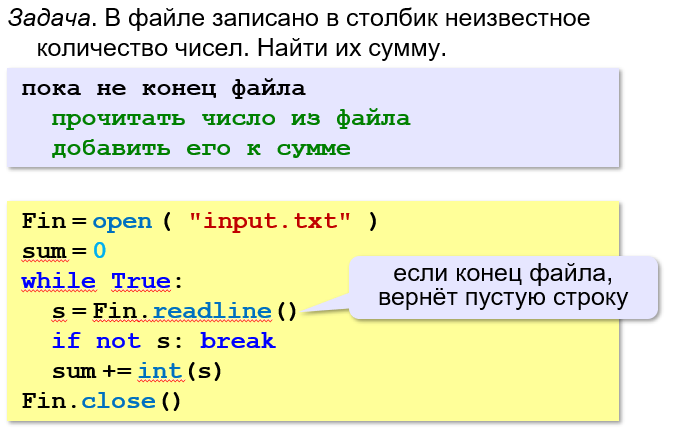 Задача. В файле записано в столбик неизвестное
количество чисел. Найти их сумму.
пока не конец файла
прочитать число из файла
добавить его к сумме
Fin = open ( "input.txt" )
sum = 0
while True:
s = Fin.readline()
if not s: break
sum += int(s)
Fin.close()
если конец файла,
вернёт пустую строку